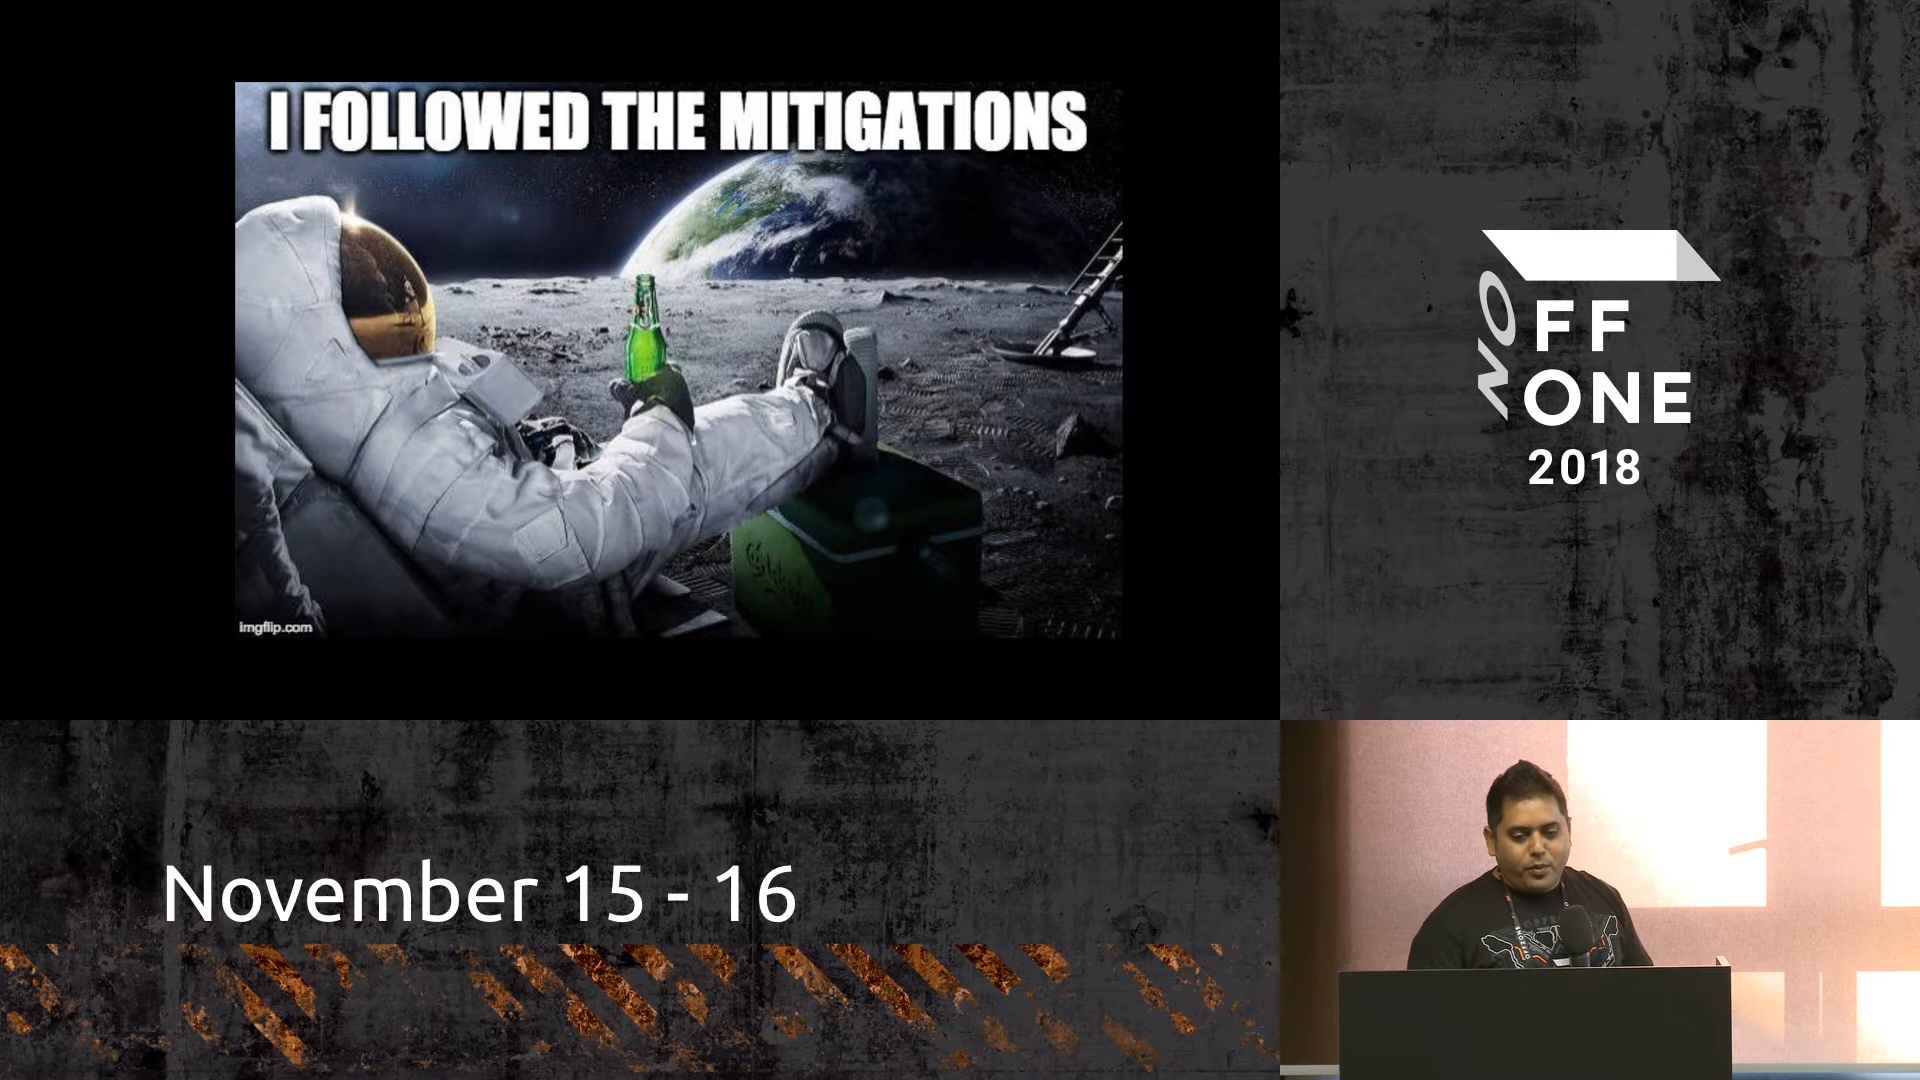 I FOLLOWED THE MITIGATIONS
imgflip.com
NO
FF
ONE
2018
November 15 - 16